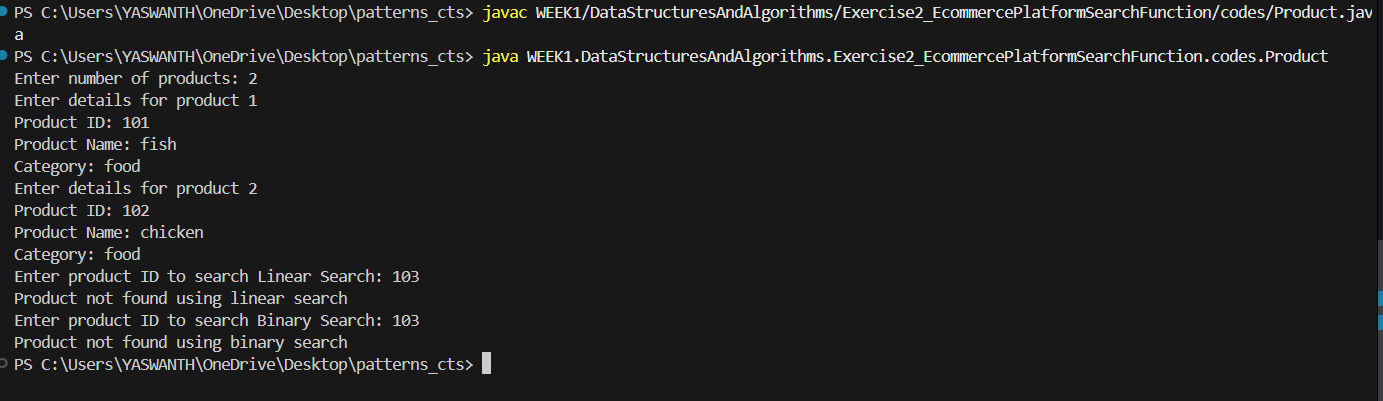 PS C:\Users\YASWANTH\OneDrive\Desktop\patterns_cts> javac WEEK1/DataStructuresAndAlgorithms/Exercise2_EcommercePlatformSearchFunction/codes/Product.jav
a
PS C:\Users\YASWANTH\OneDrive\Desktop\patterns_cts> java WEEK1.DataStructuresAndAlgorithms.Exercise2_EcommercePlatformSearchFunction.codes.Product
Enter number of products: 2
Enter details for product 1
Product ID: 101
Product Name: fish
Category: food
Enter details for product 2
Product ID: 102
Product Name: chicken
Category: food
Enter product ID to search Linear Search: 103
Product not found using linear search
Enter product ID to search Binary Search: 103
Product not found using binary search
PS C:\Users\YASWANTH\OneDrive\Desktop\patterns_cts>